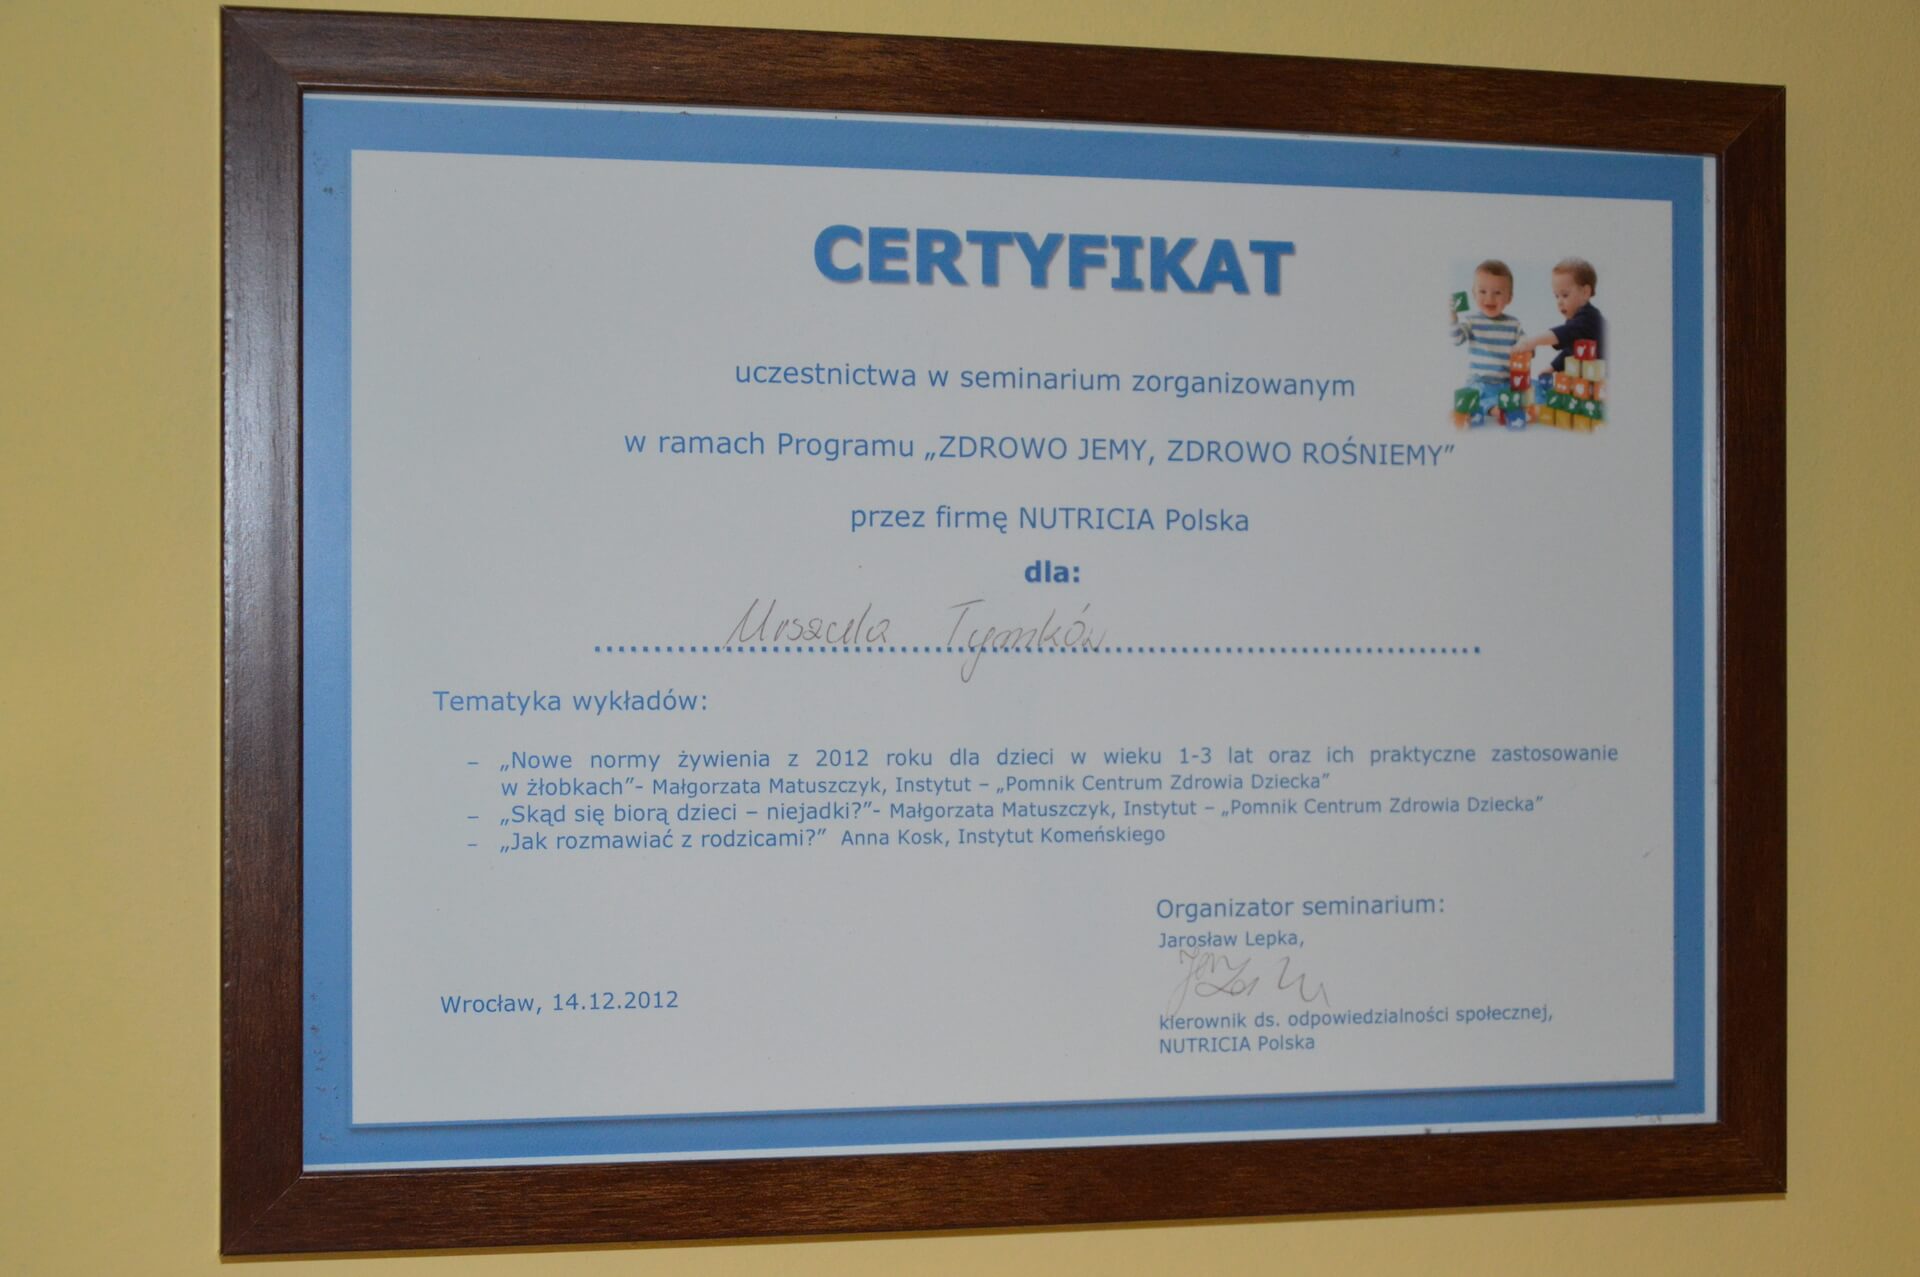 CERTYFIKAT
uczestnictwa w seminarium zorganizowanym
w ramach Programu „ZDROWO JEMY, ZDROWO ROŚNIEMY”
przez firmę NUTRICIA Polska
dla:
Urszula Tymków
Tematyka wykładów:
– „Nowe normy żywienia z 2012 roku dla dzieci w wieku 1-3 lat oraz ich praktyczne zastosowanie
w żłobkach”- Małgorzata Matuszczyk, Instytut – „Pomnik Centrum Zdrowia Dziecka”
– „Skąd się biorą dzieci – niejadki?”- Małgorzata Matuszczyk, Instytut – „Pomnik Centrum Zdrowia Dziecka”
– „Jak rozmawiać z rodzicami?” Anna Kosk, Instytut Komeńskiego
Organizator seminarium:
Jarosław Lepka,
kierownik ds. odpowiedzialności społecznej,
NUTRICIA Polska
Wrocław, 14.12.2012